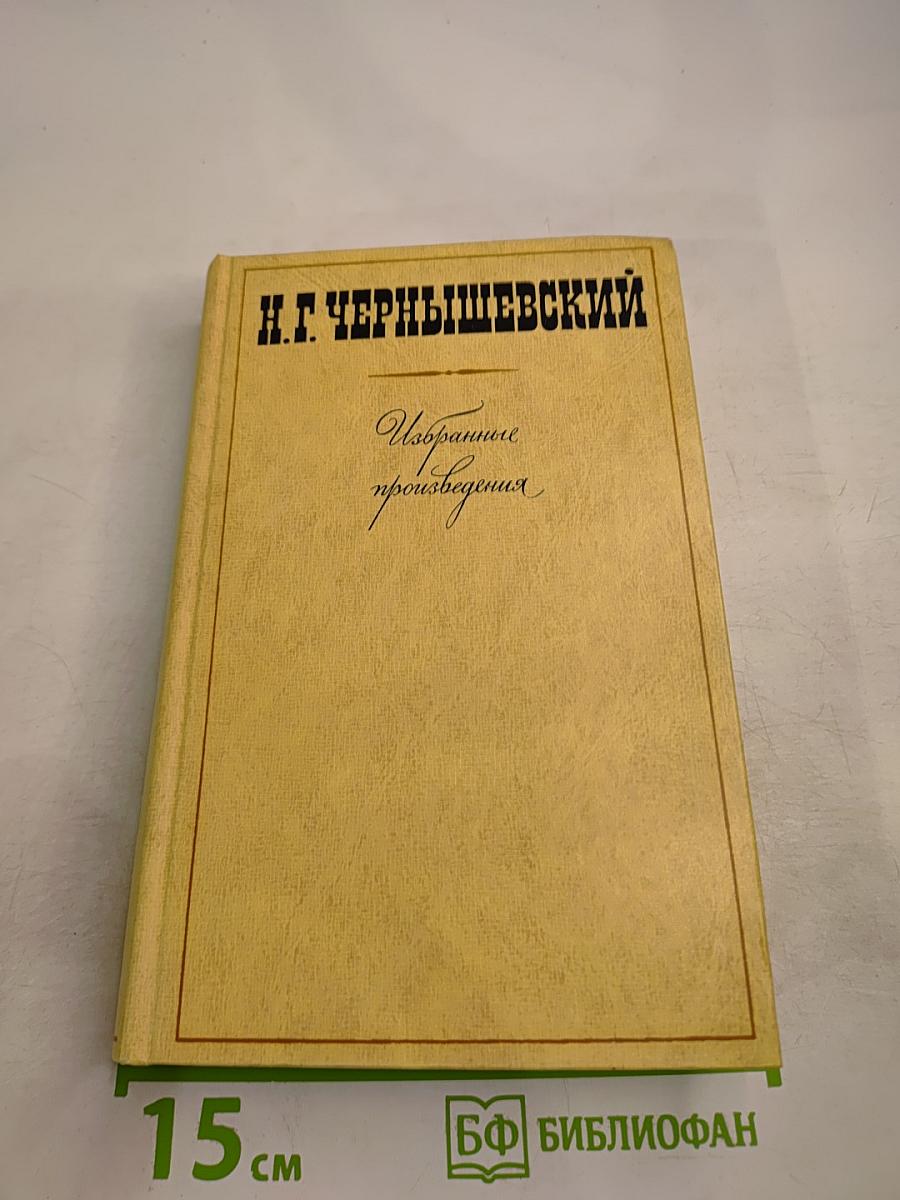 Н. Г. ЧЕРНЫШЕВСКИЙ
Избранные
произведения
15 см
БФ БИБЛИОФАН